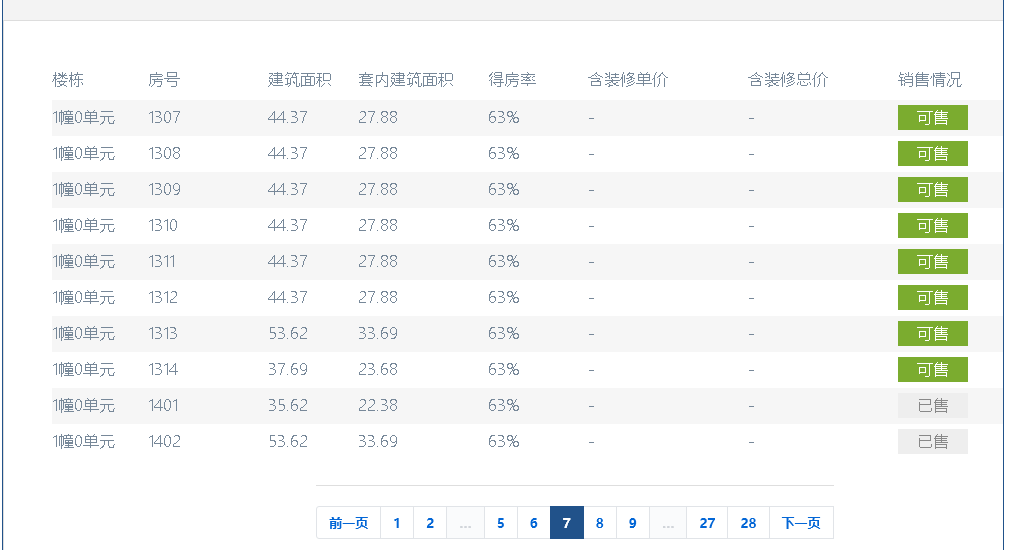 楼栋 房号 建筑面积 套内建筑面积 得房率 含装修单价 含装修总价 销售情况
1幢0单元 1307 44.37 27.88 63% - - 可售
1幢0单元 1308 44.37 27.88 63% - - 可售
1幢0单元 1309 44.37 27.88 63% - - 可售
1幢0单元 1310 44.37 27.88 63% - - 可售
1幢0单元 1311 44.37 27.88 63% - - 可售
1幢0单元 1312 44.37 27.88 63% - - 可售
1幢0单元 1313 53.62 33.69 63% - - 可售
1幢0单元 1314 37.69 23.68 63% - - 可售
1幢0单元 1401 35.62 22.38 63% - - 已售
1幢0单元 1402 53.62 33.69 63% - - 已售
前一页 1 2 ... 5 6 7 8 9 ... 27 28 下一页